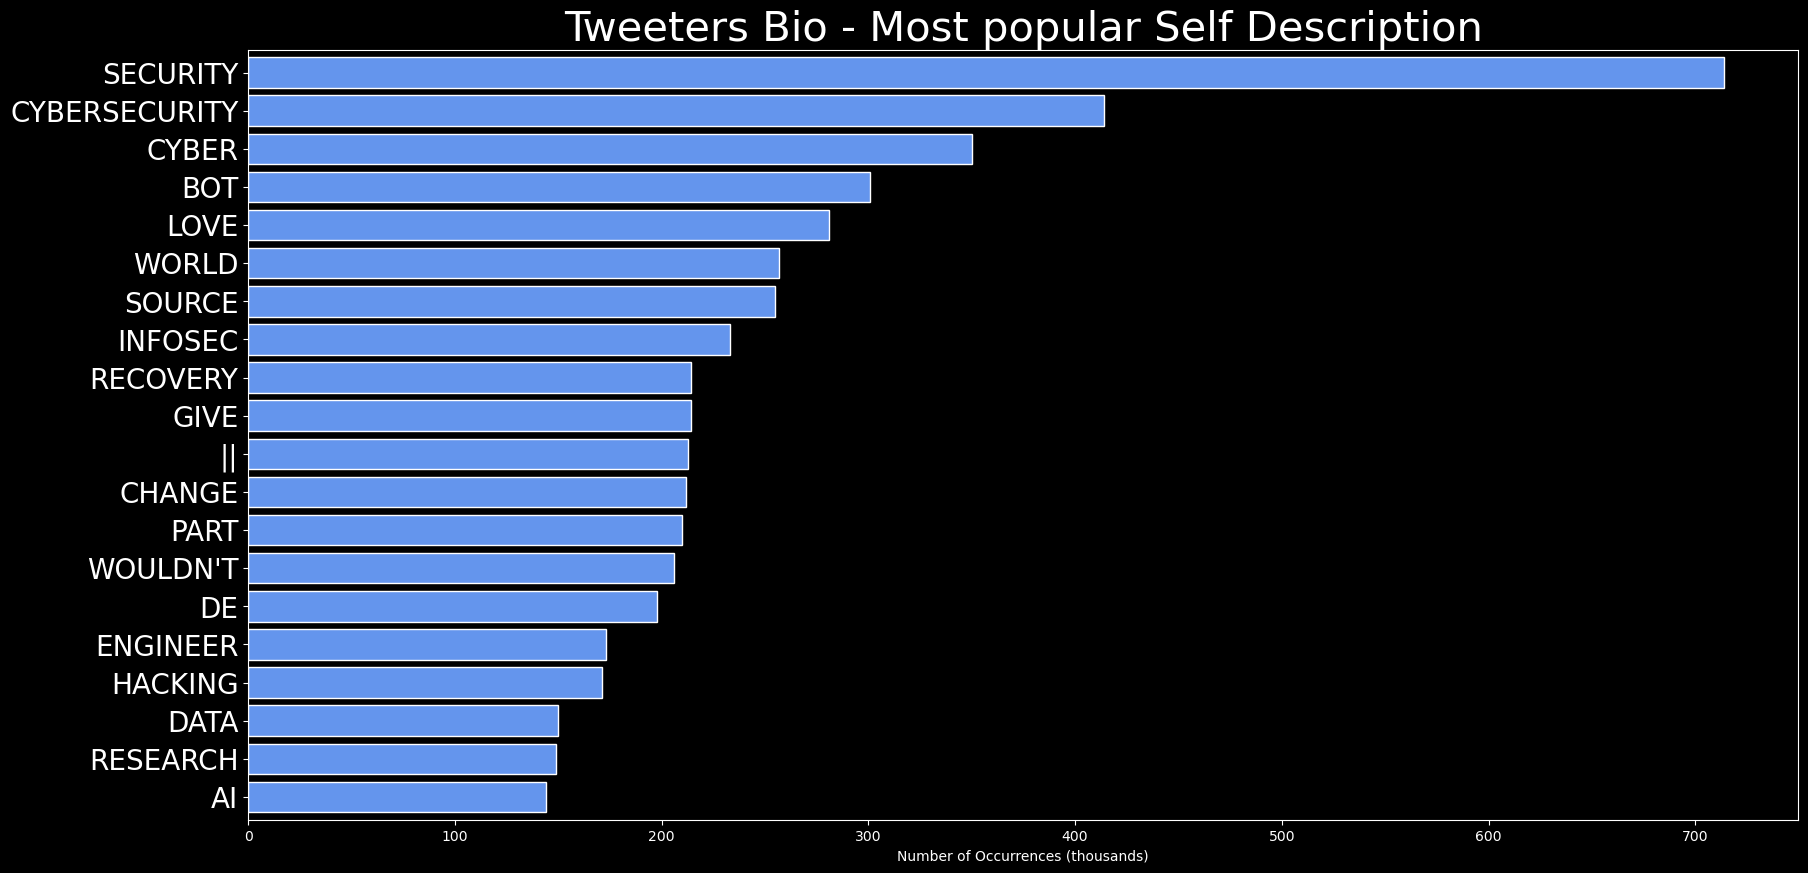 Tweeters Bio - Most popular Self Description
SECURITY
CYBERSECURITY
CYBER
BOT
LOVE
WORLD
SOURCE
INFOSEC
RECOVERY
GIVE
||
CHANGE
PART
WOULDN'T
DE
ENGINEER
HACKING
DATA
RESEARCH
AI
0 100 200 300 400 500 600 700
Number of Occurrences (thousands)